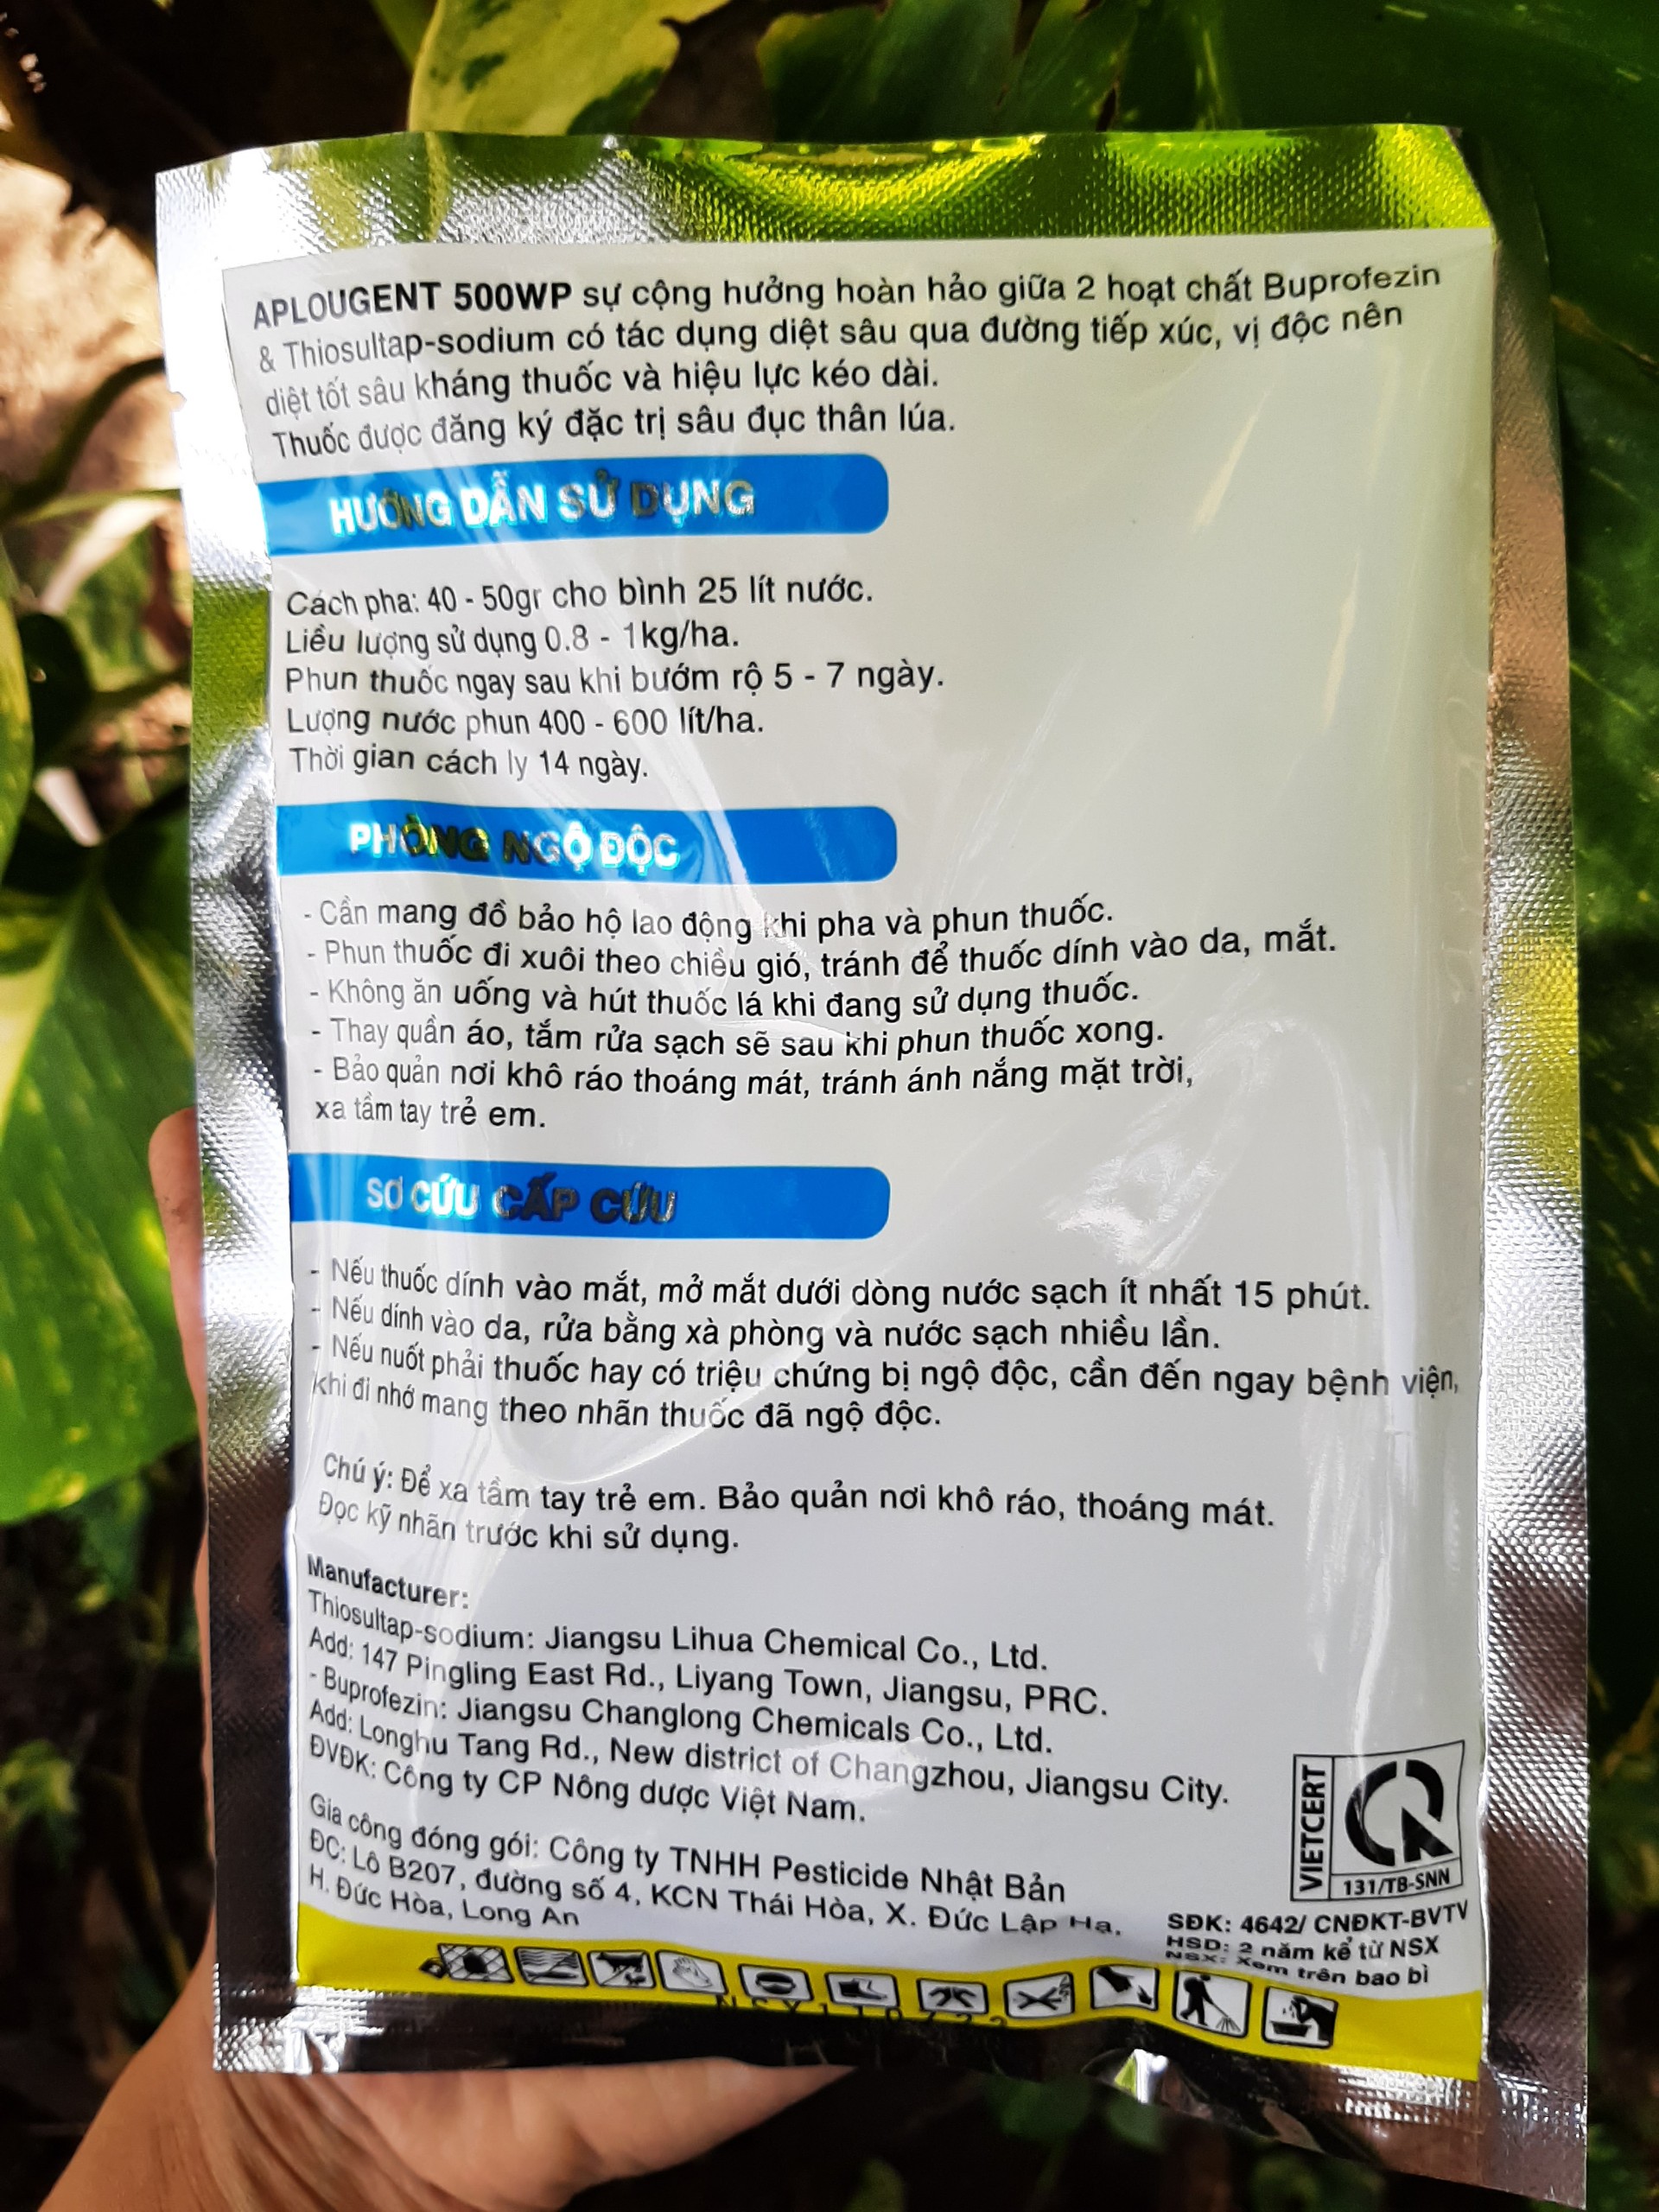 APLOUGENT 500WP sự cộng hưởng hoàn hảo giữa 2 hoạt chất Buprofezin
& Thiosultap-sodium có tác dụng diệt sâu qua đường tiếp xúc, vị độc nên
diệt tốt sâu kháng thuốc và hiệu lực kéo dài.
Thuốc được đăng ký đặc trị sâu đục thân lúa.
HƯỚNG DẪN SỬ DỤNG
Cách pha: 40 - 50gr cho bình 25 lít nước.
Liều lượng sử dụng 0.8 - 1kg/ha.
Phun thuốc ngay sau khi bướm rộ 5 - 7 ngày.
Lượng nước phun 400 - 600 lít/ha.
Thời gian cách ly 14 ngày.
PHÒNG NGỘ ĐỘC
- Cần mang đồ bảo hộ lao động khi pha và phun thuốc.
- Phun thuốc đi xuôi theo chiều gió, tránh để thuốc dính vào da, mắt.
- Không ăn uống và hút thuốc lá khi đang sử dụng thuốc.
- Thay quần áo, tắm rửa sạch sẽ sau khi phun thuốc xong.
- Bảo quản nơi khô ráo thoáng mát, tránh ánh nắng mặt trời,
xa tầm tay trẻ em.
SƠ CỨU CẤP CỨU
- Nếu thuốc dính vào mắt, mở mắt dưới dòng nước sạch ít nhất 15 phút.
- Nếu dính vào da, rửa bằng xà phòng và nước sạch nhiều lần.
- Nếu nuốt phải thuốc hay có triệu chứng bị ngộ độc, cần đến ngay bệnh viện,
khi đi nhớ mang theo nhãn thuốc đã ngộ độc.
Chú ý: Để xa tầm tay trẻ em. Bảo quản nơi khô ráo, thoáng mát.
Đọc kỹ nhãn trước khi sử dụng.
Manufacturer:
Thiosultap-sodium: Jiangsu Lihua Chemical Co., Ltd.
Add: 147 Pingling East Rd., Liyang Town, Jiangsu, PRC.
- Buprofezin: Jiangsu Changlong Chemicals Co., Ltd.
Add: Longhu Tang Rd., New district of Changzhou, Jiangsu City.
ĐVĐK: Công ty CP Nông dược Việt Nam.
Gia công đóng gói: Công ty TNHH Pesticide Nhật Bản
ĐC: Lô B207, đường số 4, KCN Thái Hòa, X. Đức Lập Hạ,
H. Đức Hòa, Long An
VIETCERT
131/TB-SNN
SĐK: 4642/ CNĐKT-BVTV
HSD: 2 năm kể từ NSX
NSX: Xem trên bao bì